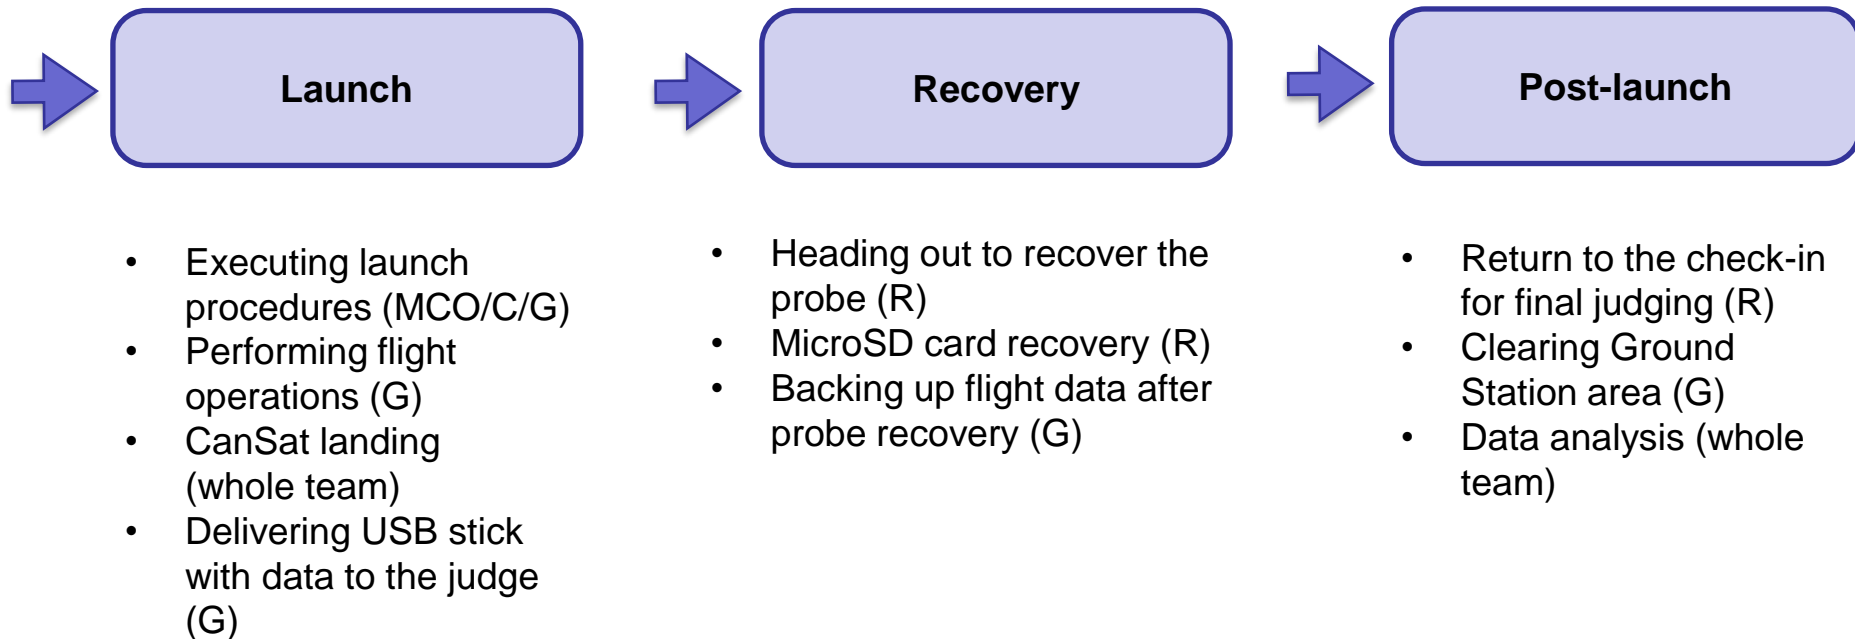 Launch
• Executing launch
procedures (MCO/C/G)
• Performing flight
operations (G)
• CanSat landing
(whole team)
• Delivering USB stick
with data to the judge
(G)
Recovery
• Heading out to recover the
probe (R)
• MicroSD card recovery (R)
• Backing up flight data after
probe recovery (G)
Post-launch
• Return to the check-in
for final judging (R)
• Clearing Ground
Station area (G)
• Data analysis (whole
team)